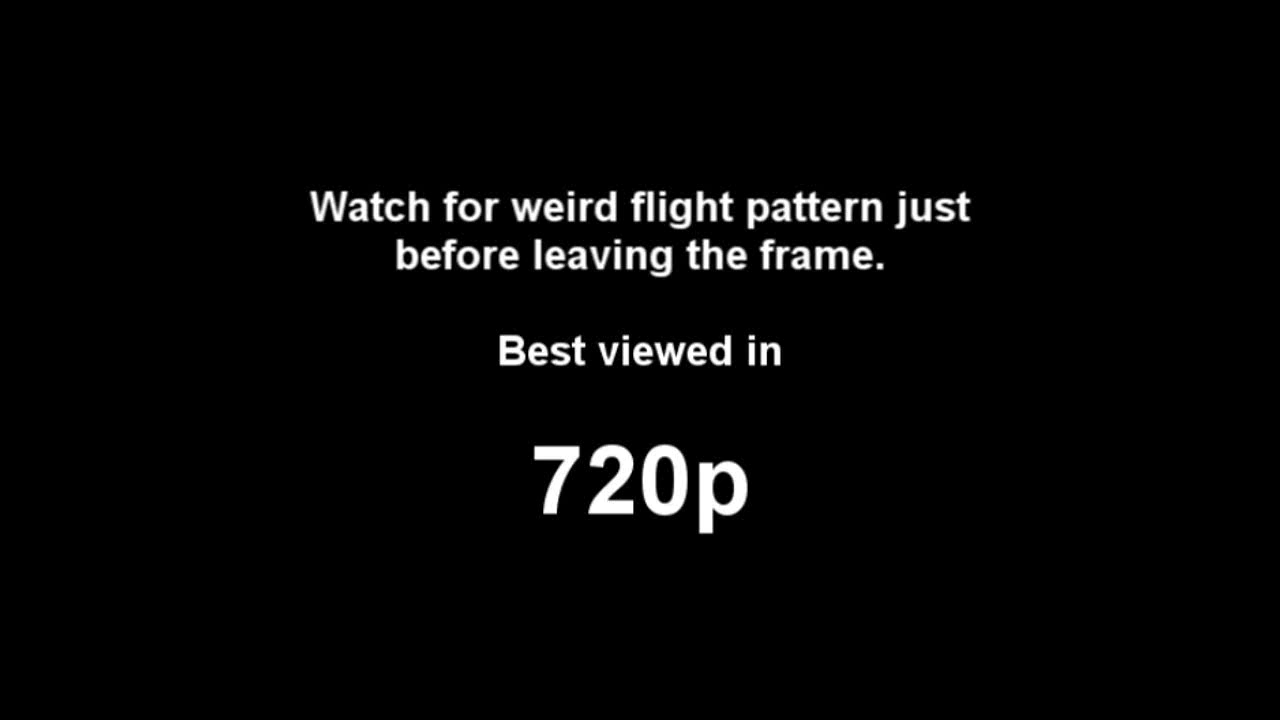 Watch for weird flight pattern just
before leaving the frame.
Best viewed in
720p